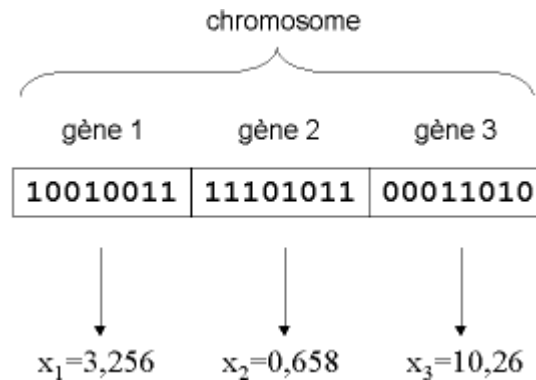 chromosome
gène 1 gène 2 gène 3
10010011 11101011 00011010
x₁=3,256 x₂=0,658 x₃=10,26